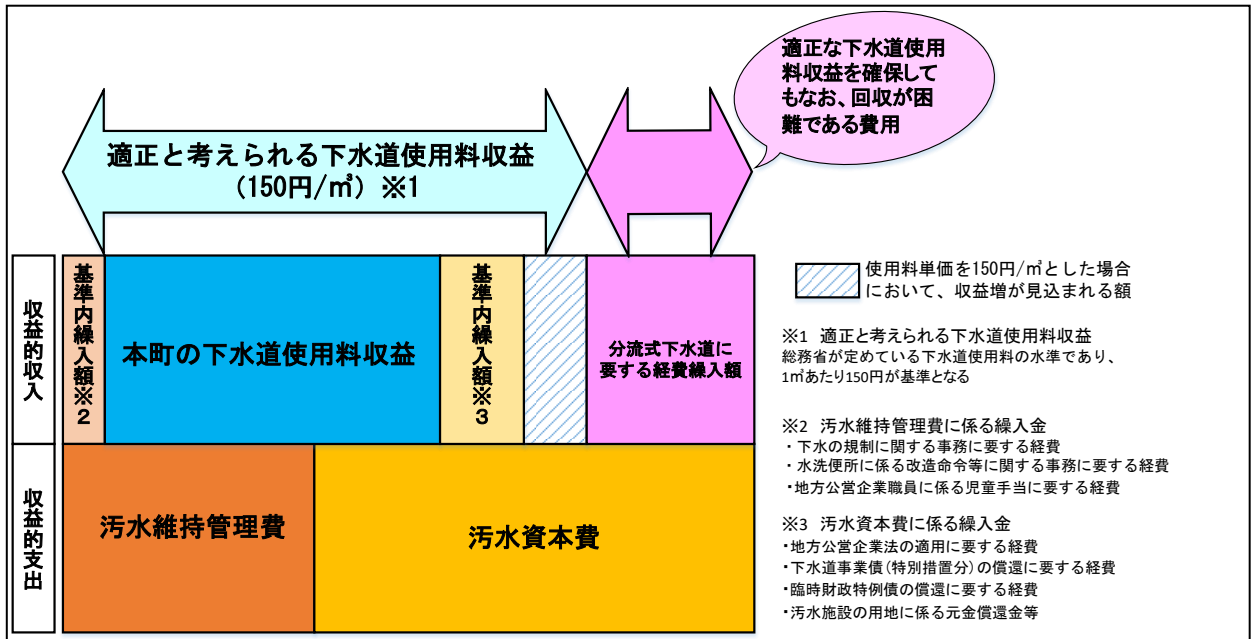 適正な下水道使用
料収益を確保して
もなお、回収が困
難である費用
適正と考えられる下水道使用料収益
(150円/㎥) ※1
収益的収入
基準内繰入額※2
本町の下水道使用料収益
基準内繰入額※3
分流式下水道に
要する経費繰入額
収益的支出
汚水維持管理費
汚水資本費
使用料単価を150円/㎥とした場合
において、収益増が見込まれる額
※1 適正と考えられる下水道使用料収益
総務省が定めている下水道使用料の水準であり、
1㎥あたり150円が基準となる
※2 汚水維持管理費に係る繰入金
・下水の規制に関する事務に要する経費
・水洗便所に係る改造命令等に関する事務に要する経費
・地方公営企業職員に係る児童手当に要する経費
※3 汚水資本費に係る繰入金
・地方公営企業法の適用に要する経費
・下水道事業債(特別措置分)の償還に要する経費
・臨時財政特例債の償還に要する経費
・汚水施設の用地に係る元金償還金等